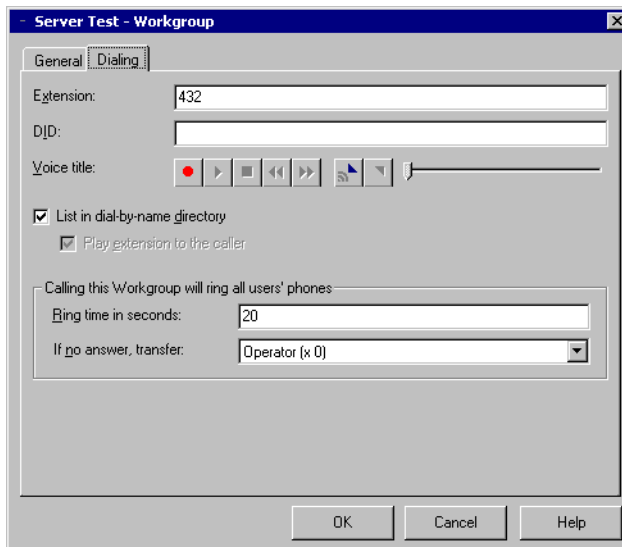 Server Test - Workgroup
General Dialing
Extension: 432
DID:
Voice title:
List in dial-by-name directory
Play extension to the caller
Calling this Workgroup will ring all users' phones
Ring time in seconds: 20
If no answer, transfer: Operator (x 0)
OK Cancel Help